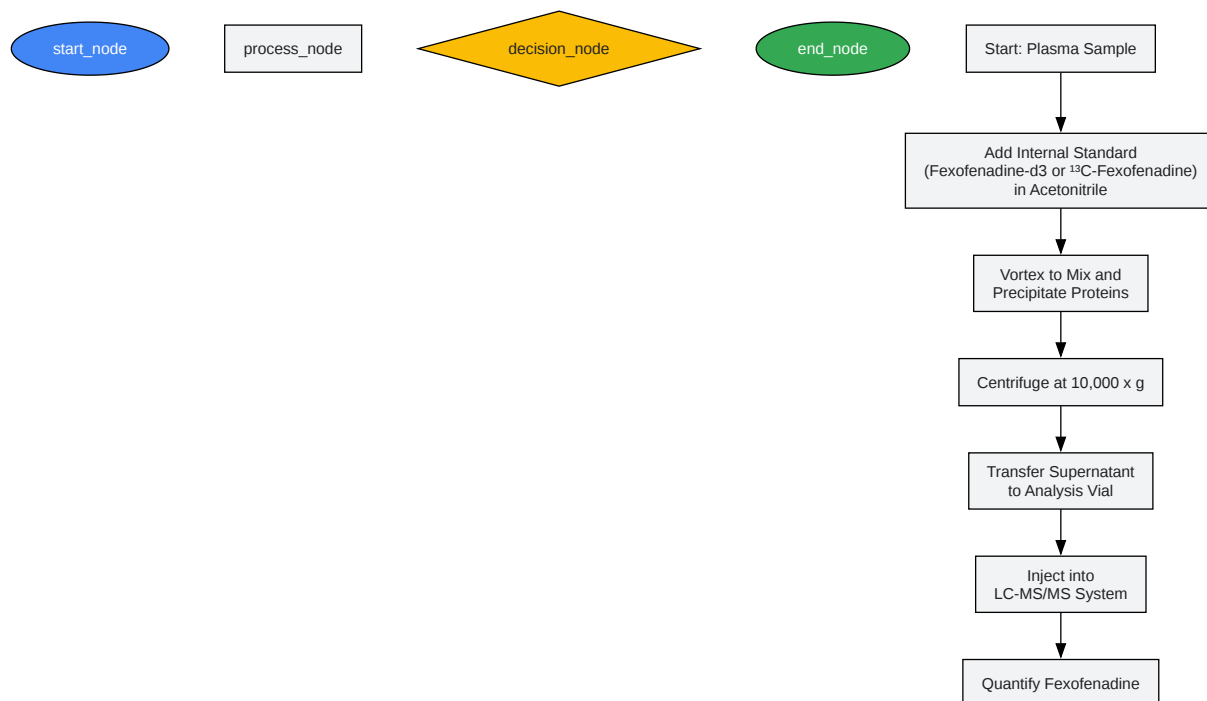 start_node
process_node
decision_node
end_node
Start: Plasma Sample
Add Internal Standard
(Fexofenadine-d3 or ¹³C-Fexofenadine)
in Acetonitrile
Vortex to Mix and
Precipitate Proteins
Centrifuge at 10,000 x g
Transfer Supernatant
to Analysis Vial
Inject into
LC-MS/MS System
Quantify Fexofenadine